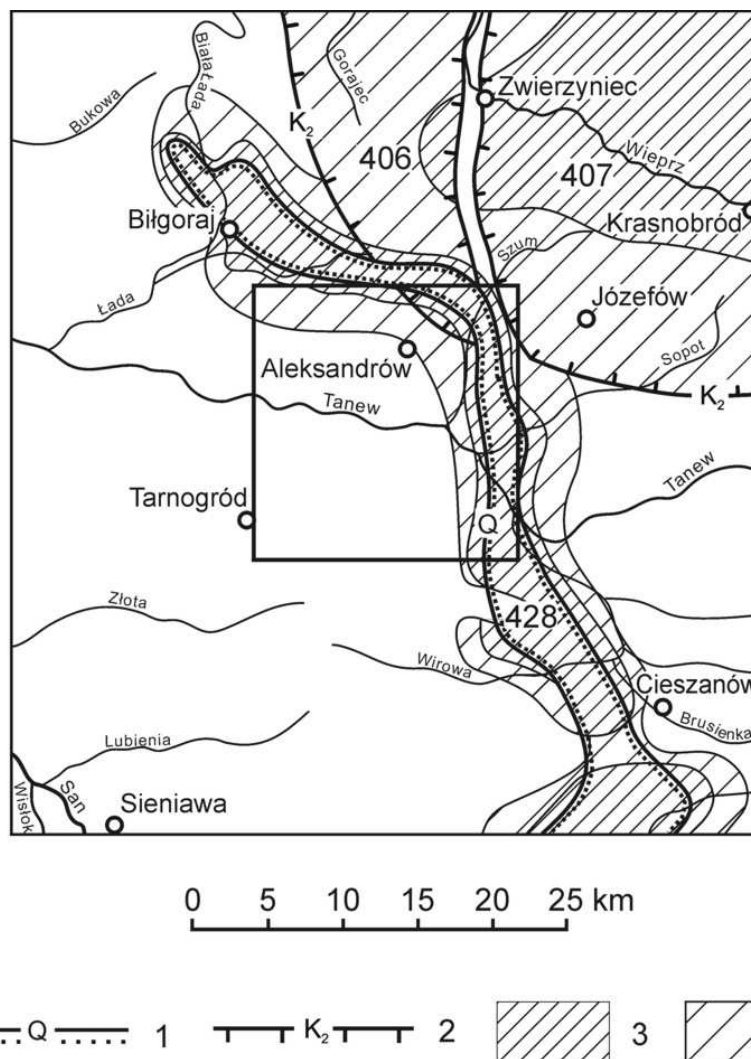 Biała Łada
Gorajec
Bukowa
Zwierzyniec
K₂
406
Wieprz
407
Biłgoraj
Krasnobród
Szum
Łada
Józefów
Aleksandrów
Sopot
Tanew
K₂
Tanew
Tarnogród
Q
Złota
428
Wirowa
Cieszanów
Brusienka
Lubienia
San
Wisłok
Sieniawa
0 5 10 15 20 25 km
Q 1 K₂ 2 3